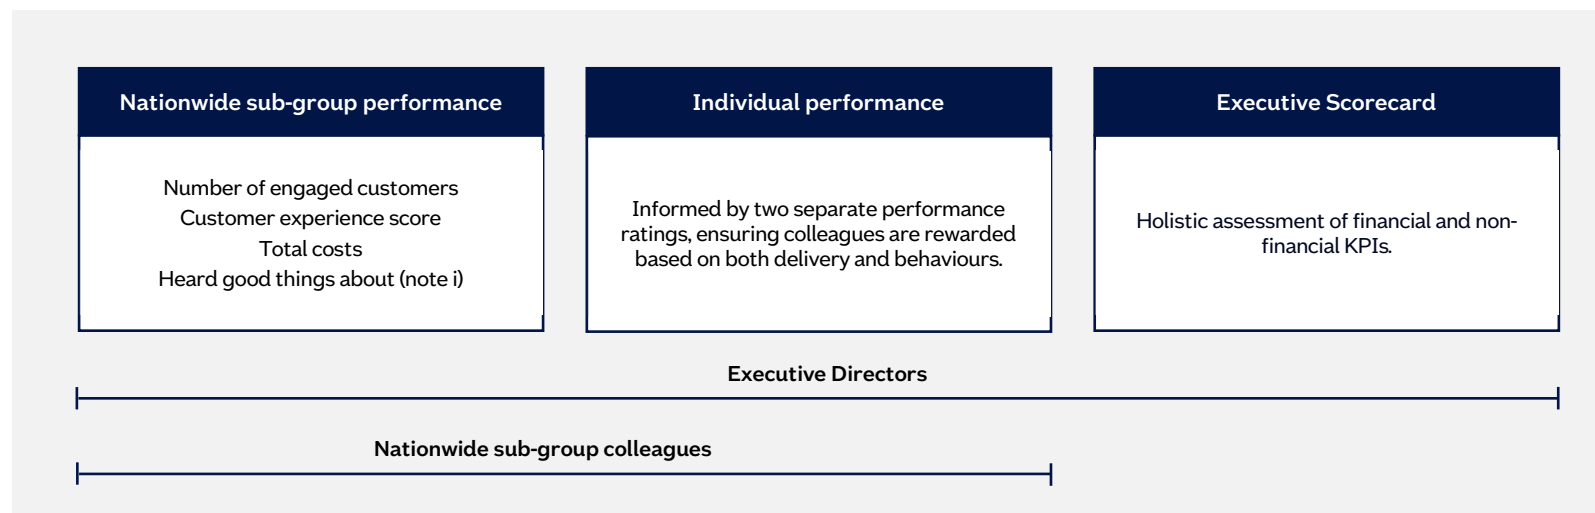 Nationwide sub-group performance
Number of engaged customers
Customer experience score
Total costs
Heard good things about (note i)
Individual performance
Informed by two separate performance
ratings, ensuring colleagues are rewarded
based on both delivery and behaviours.
Executive Scorecard
Holistic assessment of financial and non-
financial KPIs.
Executive Directors
Nationwide sub-group colleagues